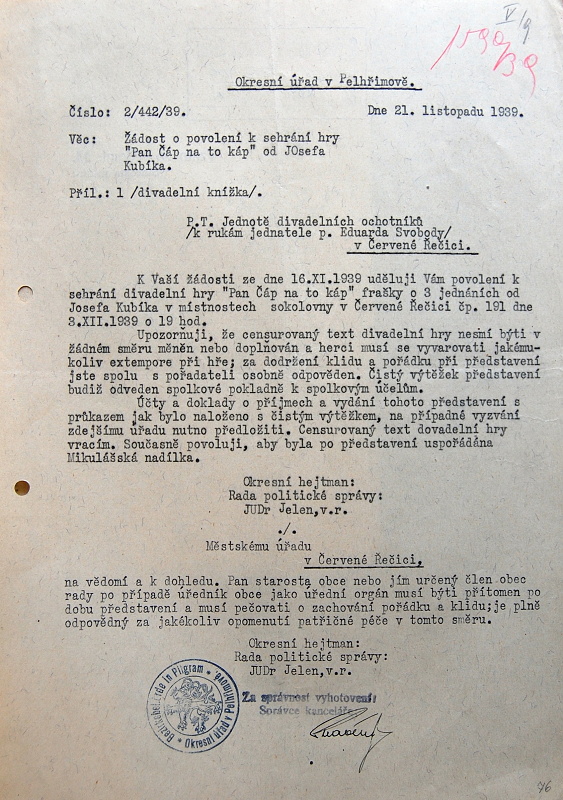 V/9
Okresní úřad v Pelhřimově.
Číslo: 2/442/39.
Dne 21. listopadu 1939.
Věc: Žádost o povolení k sehrání hry
"Pan Čáp na to káp" od JOsefa
Kubíka.
Příl.: 1 /divadelní knížka/.
P.T. Jednotě divadelních ochotníků
/k rukám jednatele p. Eduarda Svobody/
v Červené Řečici.
K Vaší žádosti ze dne 16.XI.1939 uděluji Vám povolení k
sehrání divadelní hry "Pan Čáp na to káp" frašky o 3 jednáních od
Josefa Kubíka v místnostech sokolovny v Červené Řečici čp. 191 dne
3.XII.1939 o 19 hod.
Upozorňuji, že censurovaný text divadelní hry nesmí býti v
žádném směru měněn nebo doplňován a herci musí se vyvarovati jakému-
koliv extempore při hře; za dodržení klidu a pořádku při představení
jste spolu s pořadateli osobně odpověden. Čistý výtěžek představení
budiž odveden spolkové pokladně k spolkovým účelům.
Účty a doklady o příjmech a vydání tohoto představení s
průkazem jak bylo naloženo s čistým výtěžkem, na případné vyzvání
zdejšímu úřadu nutno předložiti. Censurovaný text dovadelní hry
vracím. Současně povoluji, aby byla po představení uspořádána
Mikulášská nadílka.
Okresní hejtman:
Rada politické správy:
JUDr Jelen,v.r.
./.
Městskému úřadu
v Červené Řečici,
na vědomí a k dohledu. Pan starosta obce nebo jím určený člen obec
rady po případě úředník obce jako úřední orgán musí býti přítomen po
dobu představení a musí pečovati o zachování pořádku a klidu;je plně
odpovědný za jakékoliv opomenutí patřičné péče v tomto směru.
Okresní hejtman:
Rada politické správy:
JUDr Jelen,v.r.
Bezirksbehörde in Pilgram
Okresní úřad v Pelhřimově
Za správnost vyhotovení:
Správce kanceláře
76